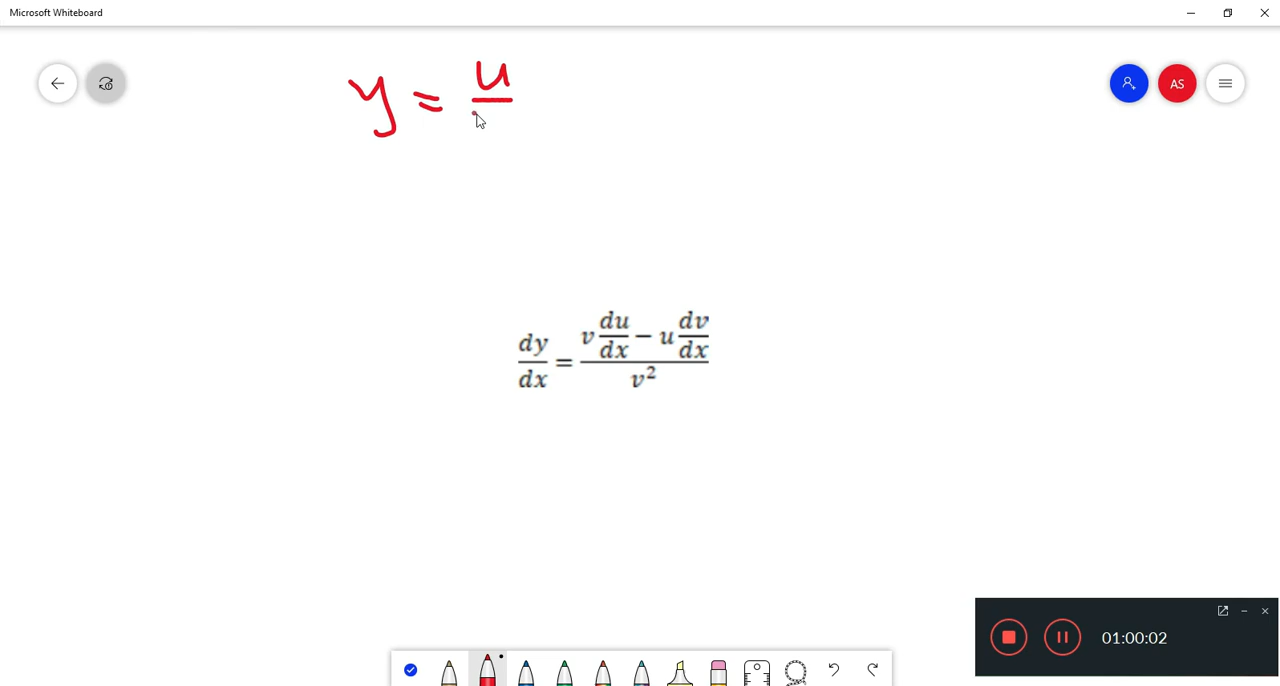 Microsoft Whiteboard
y = u/
AS
dy/dx = (v du/dx − u dv/dx)/v²
01:00:02